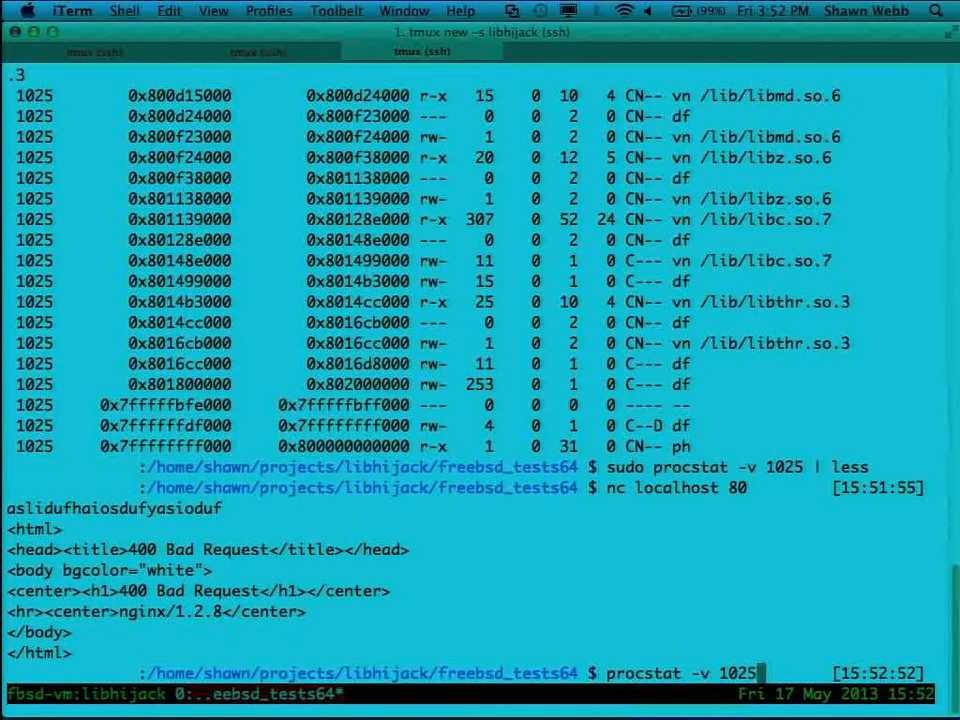 iTerm Shell Edit View Profiles Toolbelt Window Help (99%) Fri 3:52 PM Shawn Webb
1. tmux new -s libhijack (ssh)
tmux (ssh) tmux (ssh) tmux (ssh)
.3
1025 0x800d15000 0x800d24000 r-x 15 0 10 4 CN-- vn /lib/libmd.so.6
1025 0x800d24000 0x800f23000 --- 0 0 2 0 CN-- df
1025 0x800f23000 0x800f24000 rw- 1 0 2 0 CN-- vn /lib/libmd.so.6
1025 0x800f24000 0x800f38000 r-x 20 0 12 5 CN-- vn /lib/libz.so.6
1025 0x800f38000 0x801138000 --- 0 0 2 0 CN-- df
1025 0x801138000 0x801139000 rw- 1 0 2 0 CN-- vn /lib/libz.so.6
1025 0x801139000 0x80128e000 r-x 307 0 52 24 CN-- vn /lib/libc.so.7
1025 0x80128e000 0x80148e000 --- 0 0 2 0 CN-- df
1025 0x80148e000 0x801499000 rw- 11 0 1 0 C--- vn /lib/libc.so.7
1025 0x801499000 0x8014b3000 rw- 15 0 1 0 C--- df
1025 0x8014b3000 0x8014cc000 r-x 25 0 10 4 CN-- vn /lib/libthr.so.3
1025 0x8014cc000 0x8016cb000 --- 0 0 2 0 CN-- df
1025 0x8016cb000 0x8016cc000 rw- 1 0 2 0 CN-- vn /lib/libthr.so.3
1025 0x8016cc000 0x8016d8000 rw- 11 0 1 0 C--- df
1025 0x801800000 0x802000000 rw- 253 0 1 0 C--- df
1025 0x7fffffbfe000 0x7fffffbff000 --- 0 0 0 0 ---- --
1025 0x7ffffffdf000 0x7ffffffff000 rw- 4 0 1 0 C--D df
1025 0x7ffffffff000 0x800000000000 r-x 1 0 31 0 CN-- ph
:/home/shawn/projects/libhijack/freebsd_tests64 $ sudo procstat -v 1025 | less
:/home/shawn/projects/libhijack/freebsd_tests64 $ nc localhost 80 [15:51:55]
aslidufhaiosdufyasioduf
<html>
<head><title>400 Bad Request</title></head>
<body bgcolor="white">
<center><h1>400 Bad Request</h1></center>
<hr><center>nginx/1.2.8</center>
</body>
</html>
:/home/shawn/projects/libhijack/freebsd_tests64 $ procstat -v 1025 [15:52:52]
fbsd-vm:libhijack 0:..eebsd_tests64* Fri 17 May 2013 15:52